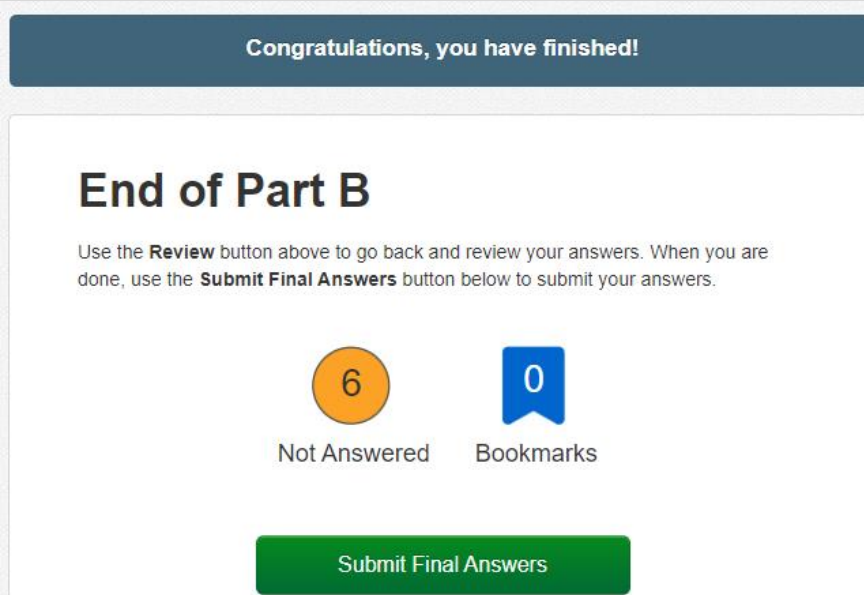 Congratulations, you have finished!
End of Part B
Use the Review button above to go back and review your answers. When you are
done, use the Submit Final Answers button below to submit your answers.
6
0
Not Answered
Bookmarks
Submit Final Answers